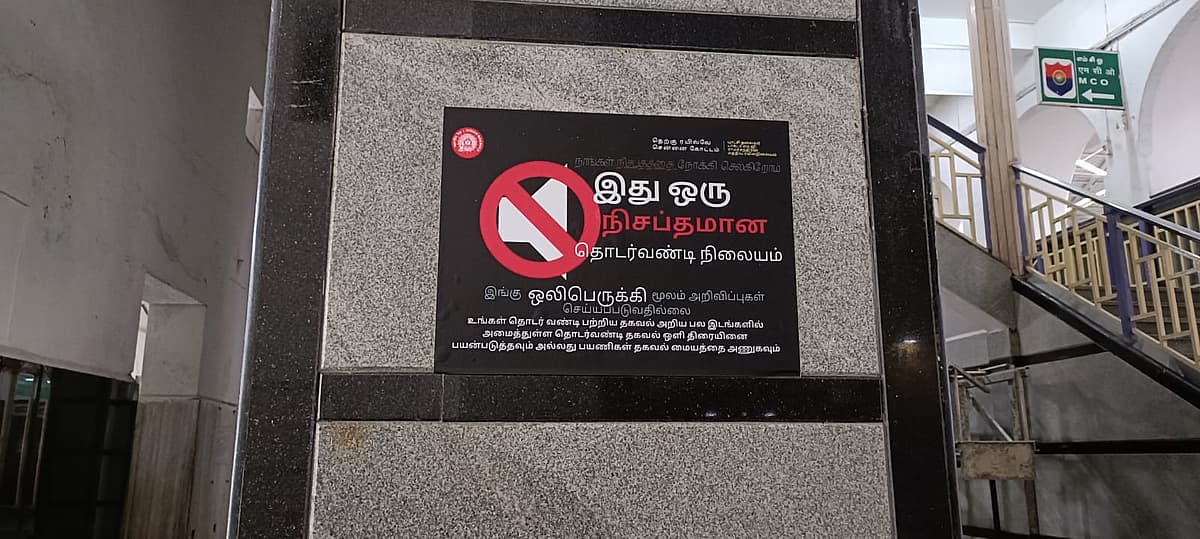 தெற்கு ரயில்வே
சென்னை கோட்டம்
நாங்கள் நிசப்தத்தை நோக்கி செல்கிறோம்
இது ஒரு
நிசப்தமான
தொடர்வண்டி நிலையம்
இங்கு ஒலிபெருக்கி மூலம் அறிவிப்புகள்
செய்யப்படுவதில்லை
உங்கள் தொடர் வண்டி பற்றிய தகவல் அறிய பல இடங்களில்
அமைத்துள்ள தொடர்வண்டி தகவல் ஒளி திரையினை
பயன்படுத்தவும் அல்லது பயணிகள் தகவல் மையத்தை அணுகவும்
எம்சிஓ
एम सी ओ
MCO